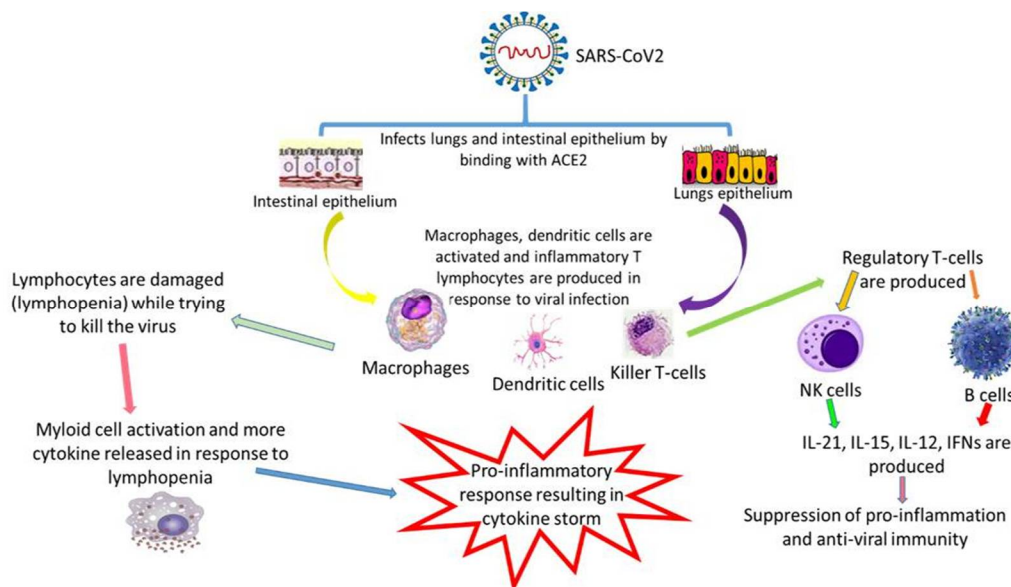 SARS-CoV2
Infects lungs and intestinal epithelium by
binding with ACE2
Intestinal epithelium
Lungs epithelium
Macrophages, dendritic cells are
activated and inflammatory T
lymphocytes are produced in
response to viral infection
Lymphocytes are damaged
(lymphopenia) while trying
to kill the virus
Regulatory T-cells
are produced
Macrophages
Dendritic cells
Killer T-cells
NK cells
B cells
Myloid cell activation and more
cytokine released in response to
lymphopenia
Pro-inflammatory
response resulting in
cytokine storm
IL-21, IL-15, IL-12, IFNs are
produced
Suppression of pro-inflammation
and anti-viral immunity